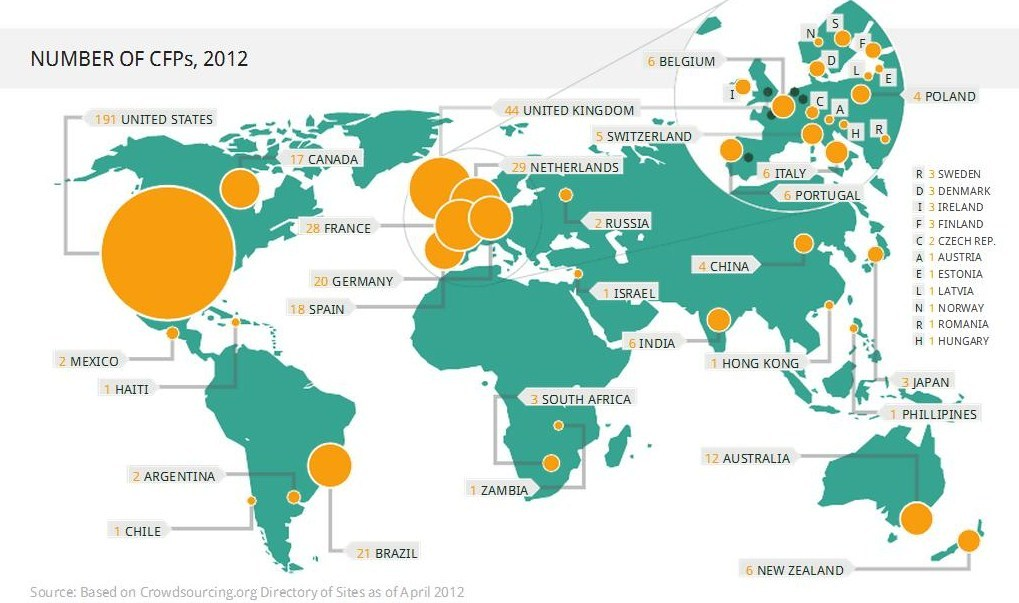 NUMBER OF CFPs, 2012
6 BELGIUM
N
S
F
D
L
E
I
C
A
H
R
4 POLAND
191 UNITED STATES
44 UNITED KINGDOM
5 SWITZERLAND
17 CANADA
29 NETHERLANDS
6 ITALY
6 PORTUGAL
28 FRANCE
2 RUSSIA
R 3 SWEDEN
D 3 DENMARK
I 3 IRELAND
F 3 FINLAND
C 2 CZECH REP.
A 1 AUSTRIA
E 1 ESTONIA
L 1 LATVIA
N 1 NORWAY
R 1 ROMANIA
H 1 HUNGARY
4 CHINA
20 GERMANY
1 ISRAEL
18 SPAIN
6 INDIA
2 MEXICO
1 HONG KONG
1 HAITI
3 JAPAN
3 SOUTH AFRICA
1 PHILLIPINES
12 AUSTRALIA
2 ARGENTINA
1 ZAMBIA
1 CHILE
21 BRAZIL
6 NEW ZEALAND
Source: Based on Crowdsourcing.org Directory of Sites as of April 2012